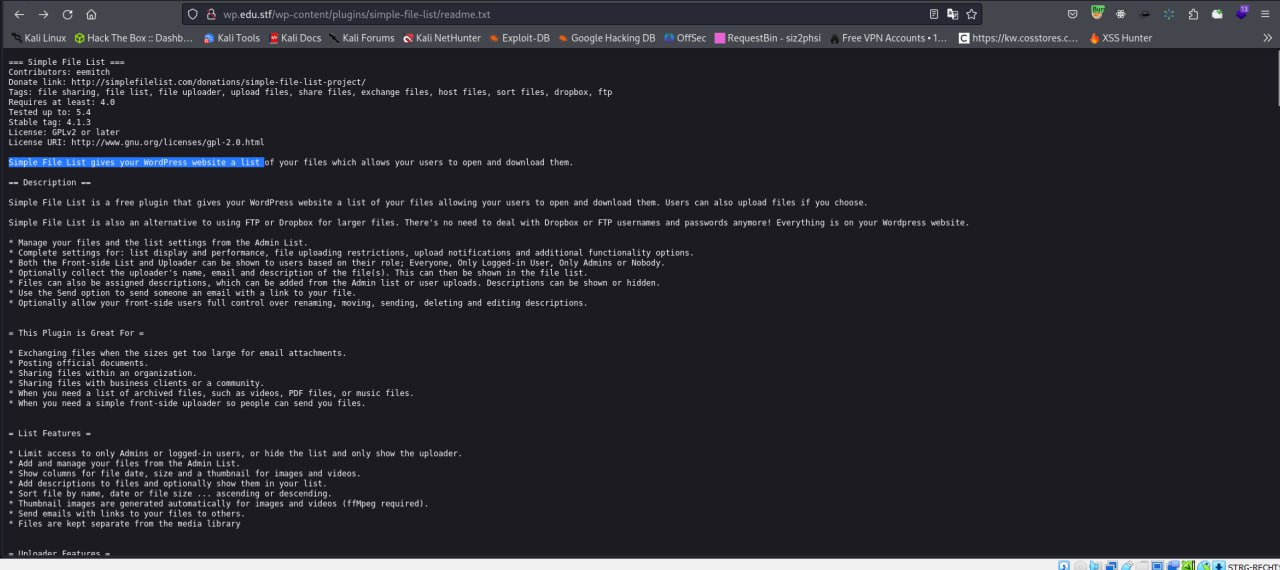 wp.edu.stf/wp-content/plugins/simple-file-list/readme.txt
13
Kali Linux Hack The Box :: Dashb… Kali Tools Kali Docs Kali Forums Kali NetHunter Exploit-DB Google Hacking DB OffSec RequestBin - siz2phsi Free VPN Accounts • 1… https://kw.cosstores.c… XSS Hunter
=== Simple File List ===
Contributors: eemitch
Donate link: http://simplefilelist.com/donations/simple-file-list-project/
Tags: file sharing, file list, file uploader, upload files, share files, exchange files, host files, sort files, dropbox, ftp
Requires at least: 4.0
Tested up to: 5.4
Stable tag: 4.1.3
License: GPLv2 or later
License URI: http://www.gnu.org/licenses/gpl-2.0.html
Simple File List gives your WordPress website a list of your files which allows your users to open and download them.
== Description ==
Simple File List is a free plugin that gives your WordPress website a list of your files allowing your users to open and download them. Users can also upload files if you choose.
Simple File List is also an alternative to using FTP or Dropbox for larger files. There's no need to deal with Dropbox or FTP usernames and passwords anymore! Everything is on your Wordpress website.
* Manage your files and the list settings from the Admin List.
* Complete settings for: list display and performance, file uploading restrictions, upload notifications and additional functionality options.
* Both the Front-side List and Uploader can be shown to users based on their role; Everyone, Only Logged-in User, Only Admins or Nobody.
* Optionally collect the uploader's name, email and description of the file(s). This can then be shown in the file list.
* Files can also be assigned descriptions, which can be added from the Admin list or user uploads. Descriptions can be shown or hidden.
* Use the Send option to send someone an email with a link to your file.
* Optionally allow your front-side users full control over renaming, moving, sending, deleting and editing descriptions.
= This Plugin is Great For =
* Exchanging files when the sizes get too large for email attachments.
* Posting official documents.
* Sharing files within an organization.
* Sharing files with business clients or a community.
* When you need a list of archived files, such as videos, PDF files, or music files.
* When you need a simple front-side uploader so people can send you files.
= List Features =
* Limit access to only Admins or logged-in users, or hide the list and only show the uploader.
* Add and manage your files from the Admin List.
* Show columns for file date, size and a thumbnail for images and videos.
* Add descriptions to files and optionally show them in your list.
* Sort file by name, date or file size ... ascending or descending.
* Thumbnail images are generated automatically for images and videos (ffMpeg required).
* Send emails with links to your files to others.
* Files are kept separate from the media library
= Uploader Features =
STRG-RECHTS